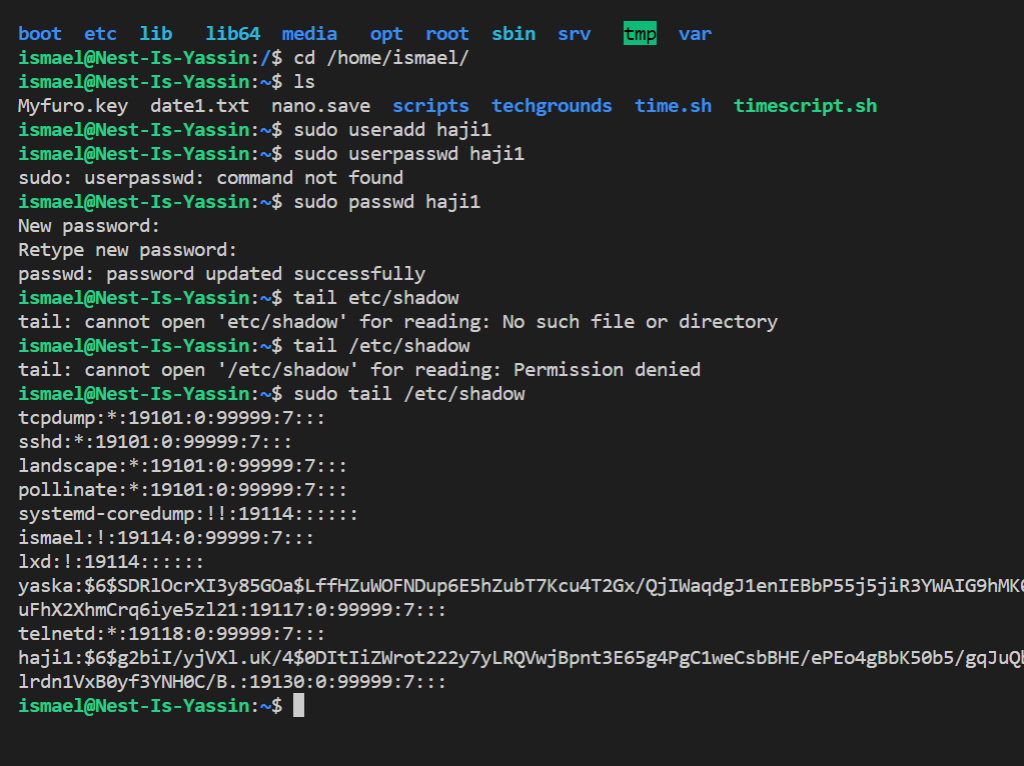 boot  etc  lib   lib64  media   opt  root  sbin  srv   tmp  var
ismael@Nest-Is-Yassin:/$ cd /home/ismael/
ismael@Nest-Is-Yassin:~$ ls
Myfuro.key  date1.txt  nano.save  scripts  techgrounds  time.sh  timescript.sh
ismael@Nest-Is-Yassin:~$ sudo useradd haji1
ismael@Nest-Is-Yassin:~$ sudo userpasswd haji1
sudo: userpasswd: command not found
ismael@Nest-Is-Yassin:~$ sudo passwd haji1
New password:
Retype new password:
passwd: password updated successfully
ismael@Nest-Is-Yassin:~$ tail etc/shadow
tail: cannot open 'etc/shadow' for reading: No such file or directory
ismael@Nest-Is-Yassin:~$ tail /etc/shadow
tail: cannot open '/etc/shadow' for reading: Permission denied
ismael@Nest-Is-Yassin:~$ sudo tail /etc/shadow
tcpdump:*:19101:0:99999:7:::
sshd:*:19101:0:99999:7:::
landscape:*:19101:0:99999:7:::
pollinate:*:19101:0:99999:7:::
systemd-coredump:!!:19114::::::
ismael:!:19114:0:99999:7:::
lxd:!:19114::::::
yaska:$6$SDRlOcrXI3y85GOa$LffHZuWOFNDup6E5hZubT7Kcu4T2Gx/QjIWaqdgJ1enIEBbP55j5jiR3YWAIG9hMK0
uFhX2XhmCrq6iye5zl21:19117:0:99999:7:::
telnetd:*:19118:0:99999:7:::
haji1:$6$g2biI/yjVXl.uK/4$0DItIiZWrot222y7yLRQVwjBpnt3E65g4PgC1weCsbBHE/ePEo4gBbK50b5/gqJuQb
lrdn1VxB0yf3YNH0C/B.:19130:0:99999:7:::
ismael@Nest-Is-Yassin:~$